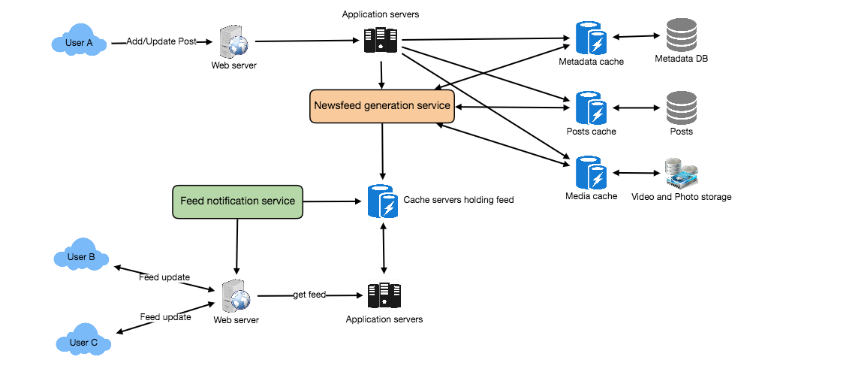 Application servers
User A
Add/Update Post
Web server
Metadata cache
Metadata DB
Newsfeed generation service
Posts cache
Posts
Media cache
Video and Photo storage
Feed notification service
Cache servers holding feed
User B
Feed update
get feed
Feed update
Web server
Application servers
User C